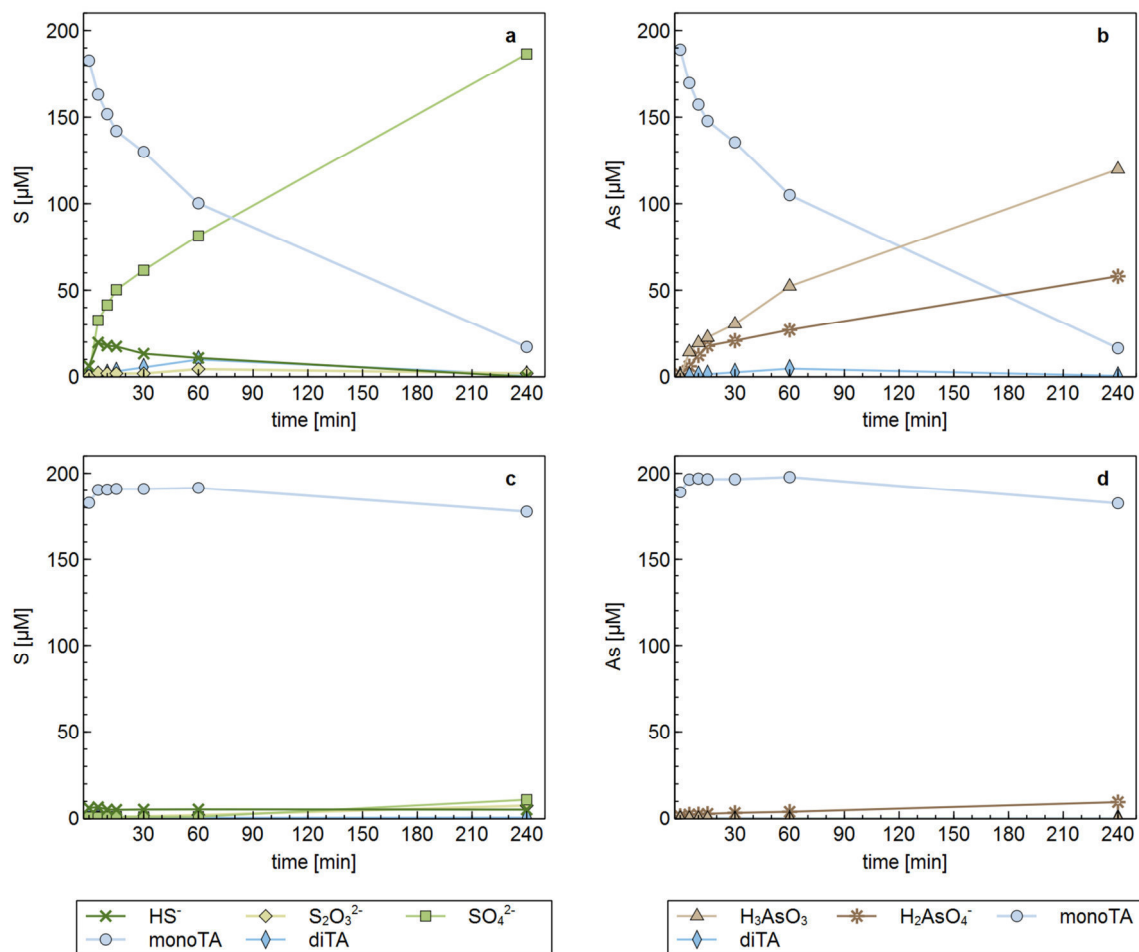 a
200
150
100
50
0
S [µM]
30 60 90 120 150 180 210 240
time [min]
b
200
150
100
50
0
As [µM]
30 60 90 120 150 180 210 240
time [min]
c
200
150
100
50
0
S [µM]
30 60 90 120 150 180 210 240
time [min]
d
200
150
100
50
0
As [µM]
30 60 90 120 150 180 210 240
time [min]
HS⁻ S₂O₃²⁻ SO₄²⁻
monoTA diTA
H₃AsO₃ H₂AsO₄⁻ monoTA
diTA